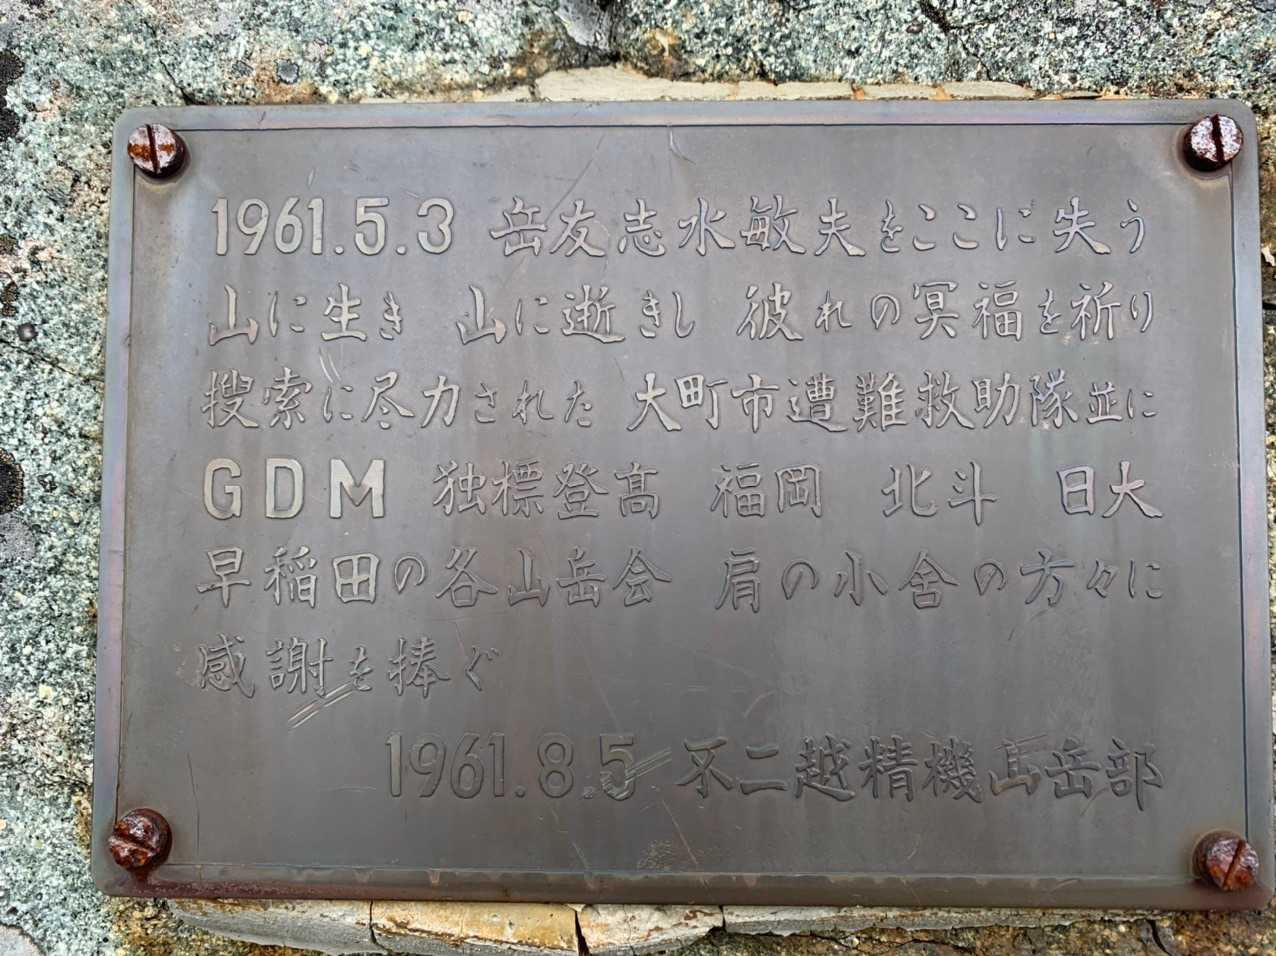 1961.5.3 岳友志水敏夫をここに失う
山に生き 山に逝きし 彼れの冥福を祈り
捜索に尽力された 大町市遭難救助隊並に
GDM 独標登高 福岡 北斗 日大
早稲田の各山岳会 肩の小舎の方々に
感謝を捧ぐ
1961.8.5 不二越精機山岳部